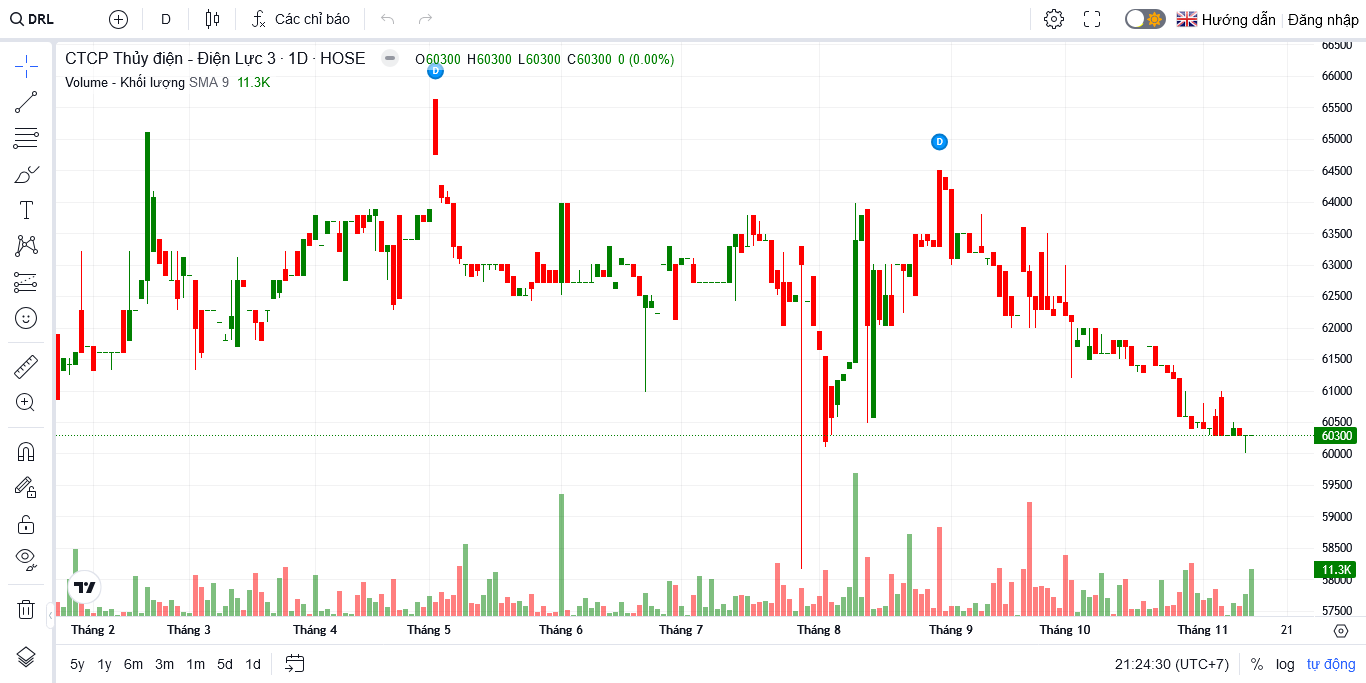 DRL D Các chỉ báo Hướng dẫn Đăng nhập
CTCP Thủy điện - Điện Lực 3 · 1D · HOSE O60300 H60300 L60300 C60300 0 (0.00%)
Volume - Khối lượng SMA 9 11.3K
D
D
66500
66000
65500
65000
64500
64000
63500
63000
62500
62000
61500
61000
60500
60300
60000
59500
59000
58500
11.3K
58000
57500
Tháng 2 Tháng 3 Tháng 4 Tháng 5 Tháng 6 Tháng 7 Tháng 8 Tháng 9 Tháng 10 Tháng 11 21
5y 1y 6m 3m 1m 5d 1d 21:24:30 (UTC+7) % log tự động